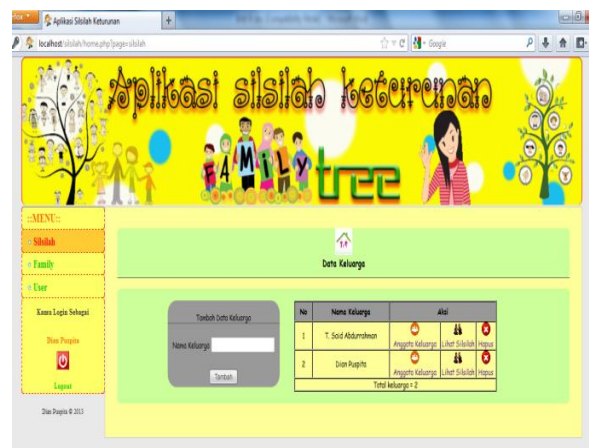 Aplikasi Silsilah Keturunan
localhost/silsilah/home.php?page=silsilah
Google
Aplikasi silsilah keturunan
FAMILY tree
::MENU::
Silsilah
Family
User
Kamu Login Sebagai
Dian Puspita
Logout
Dian Puspita © 2013
Data Keluarga
Tambah Data Keluarga
Nama Keluarga
Tambah
No Nama Keluarga Aksi
1 T. Said Abdurrahman Anggota Keluarga Lihat Silsilah Hapus
2 Dian Puspita Anggota Keluarga Lihat Silsilah Hapus
Total keluarga = 2